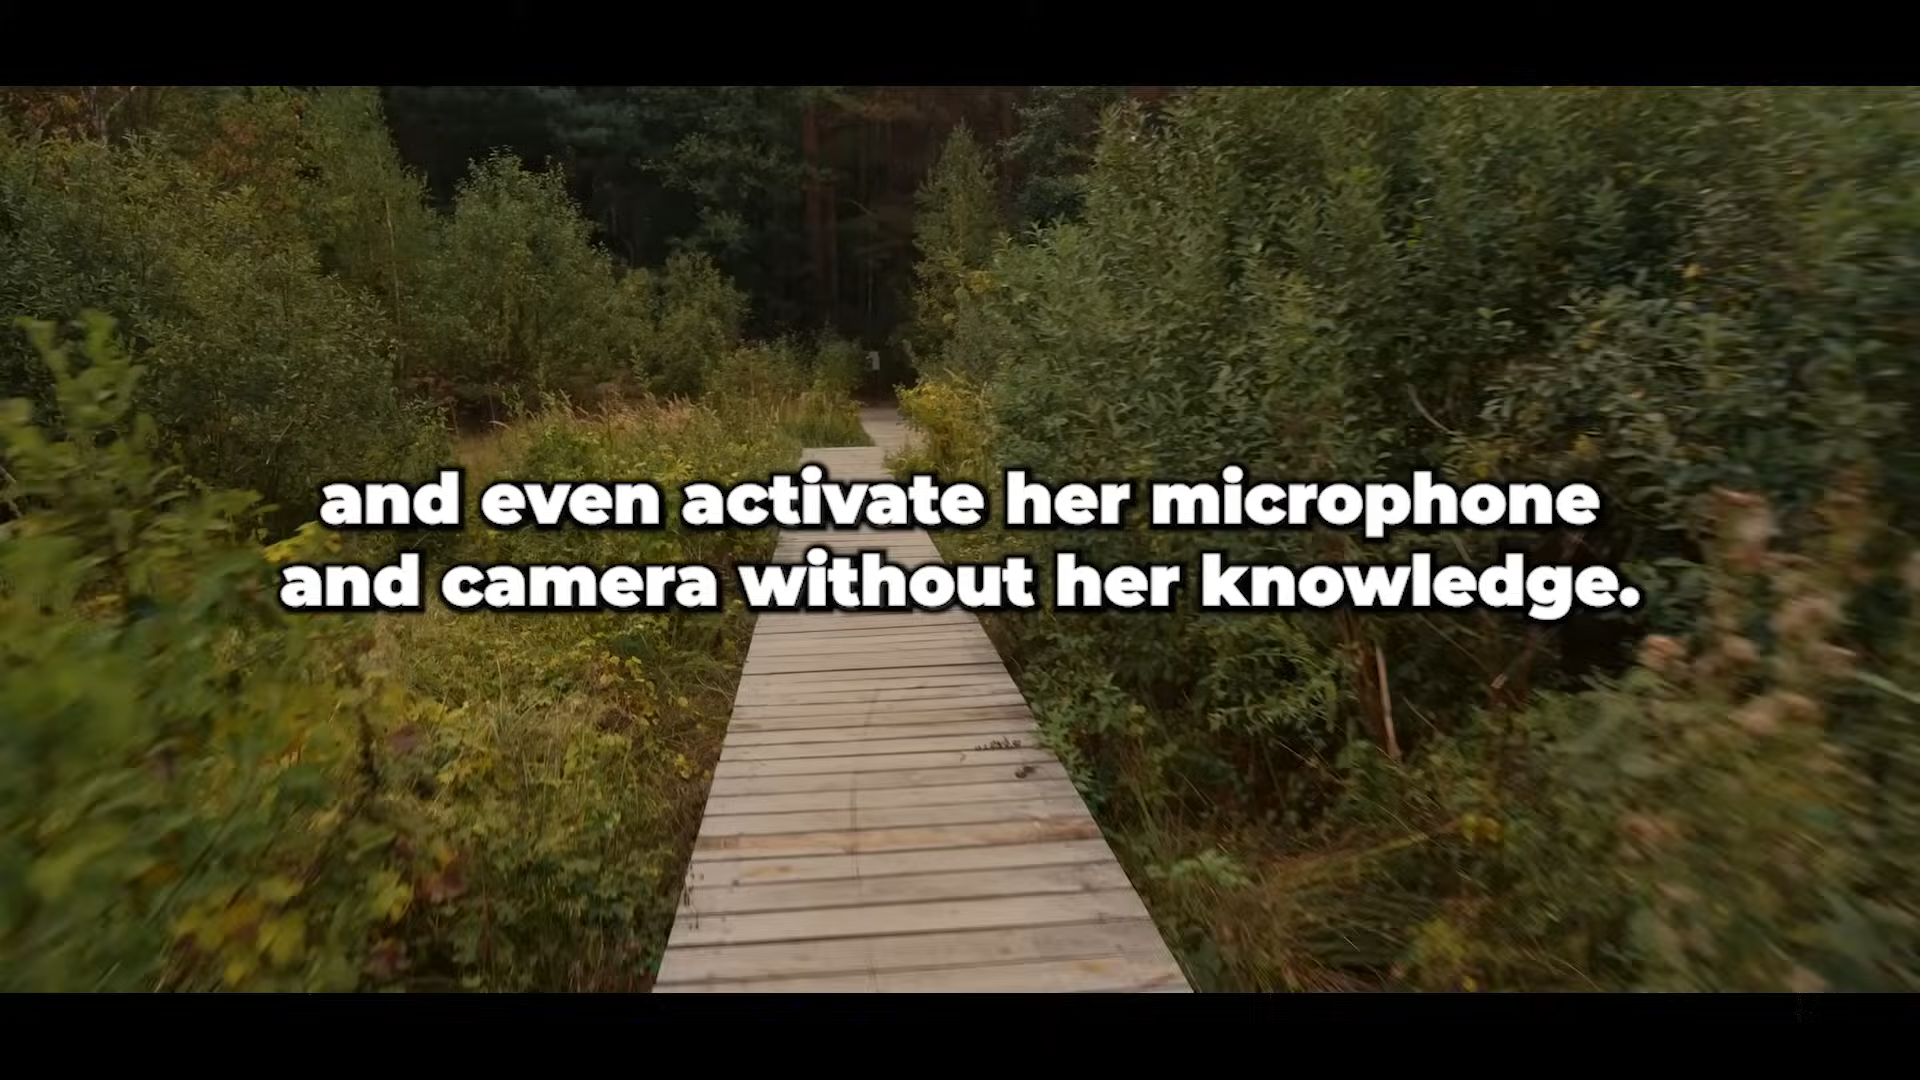 and even activate her microphone
and camera without her knowledge.